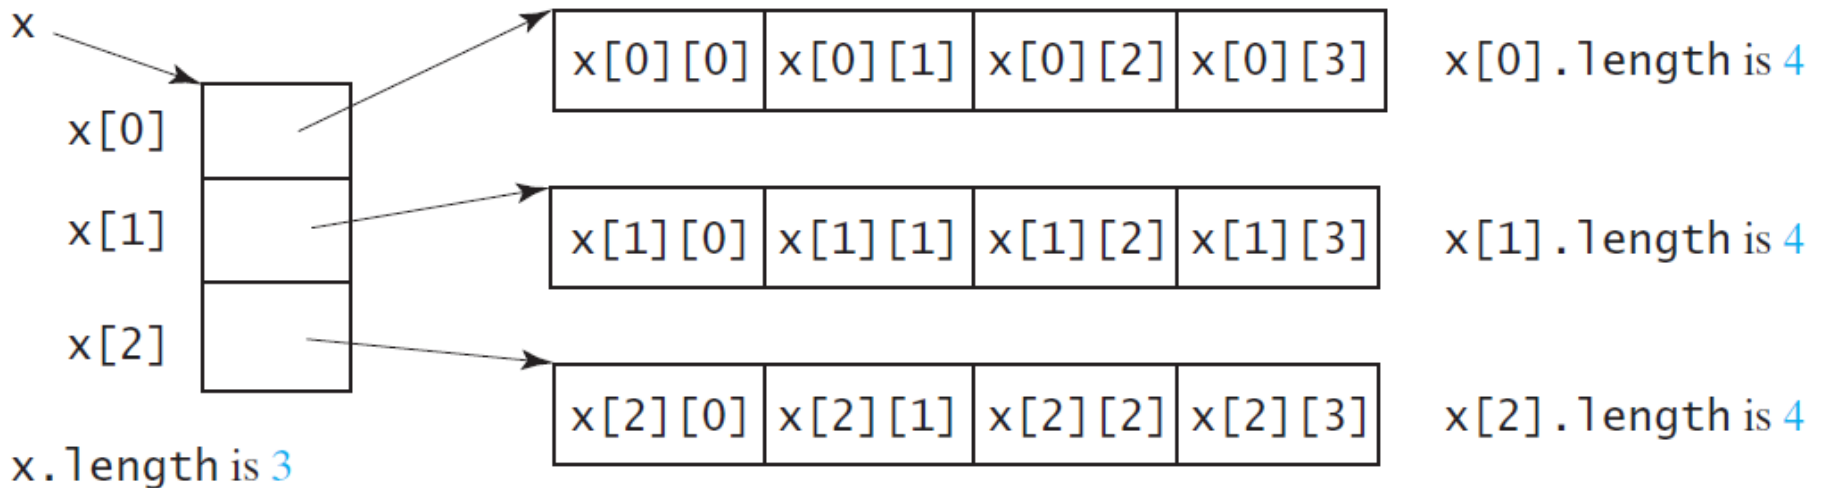 x
x[0][0] x[0][1] x[0][2] x[0][3] x[0].length is 4
x[0]
x[1]
x[1][0] x[1][1] x[1][2] x[1][3] x[1].length is 4
x[2]
x[2][0] x[2][1] x[2][2] x[2][3] x[2].length is 4
x.length is 3